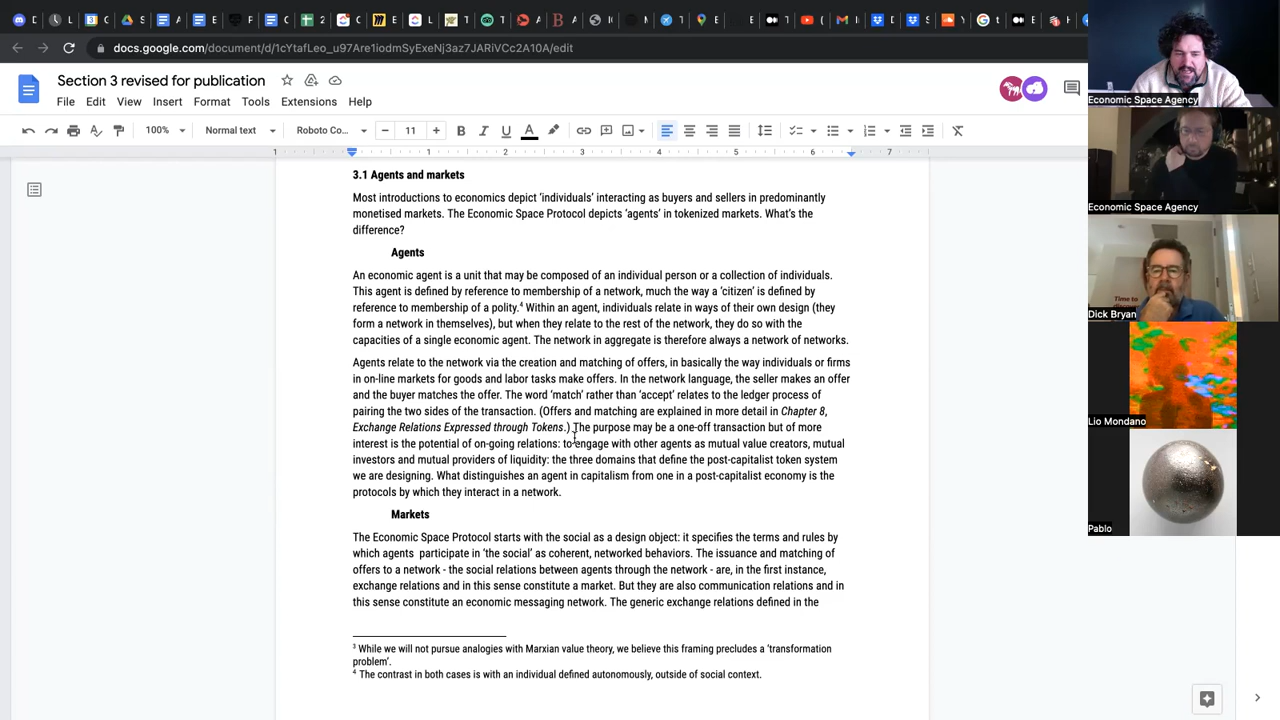 docs.google.com/document/d/1cYtafLeo_u97Are1iodmSyExeNj3az7JARiVCc2A10A/edit
Section 3 revised for publication
File Edit View Insert Format Tools Extensions Help
100% Normal text Roboto Co... 11
1 1 2 3 4 5 6 7
3.1 Agents and markets
Most introductions to economics depict 'individuals' interacting as buyers and sellers in predominantly
monetised markets. The Economic Space Protocol depicts 'agents' in tokenized markets. What's the
difference?
Agents
An economic agent is a unit that may be composed of an individual person or a collection of individuals.
This agent is defined by reference to membership of a network, much the way a 'citizen' is defined by
reference to membership of a polity.⁴ Within an agent, individuals relate in ways of their own design (they
form a network in themselves), but when they relate to the rest of the network, they do so with the
capacities of a single economic agent. The network in aggregate is therefore always a network of networks.
Agents relate to the network via the creation and matching of offers, in basically the way individuals or firms
in on-line markets for goods and labor tasks make offers. In the network language, the seller makes an offer
and the buyer matches the offer. The word 'match' rather than 'accept' relates to the ledger process of
pairing the two sides of the transaction. (Offers and matching are explained in more detail in Chapter 8,
Exchange Relations Expressed through Tokens.) The purpose may be a one-off transaction but of more
interest is the potential of on-going relations: to engage with other agents as mutual value creators, mutual
investors and mutual providers of liquidity: the three domains that define the post-capitalist token system
we are designing. What distinguishes an agent in capitalism from one in a post-capitalist economy is the
protocols by which they interact in a network.
Markets
The Economic Space Protocol starts with the social as a design object: it specifies the terms and rules by
which agents participate in 'the social' as coherent, networked behaviors. The issuance and matching of
offers to a network - the social relations between agents through the network - are, in the first instance,
exchange relations and in this sense constitute a market. But they are also communication relations and in
this sense constitute an economic messaging network. The generic exchange relations defined in the
³ While we will not pursue analogies with Marxian value theory, we believe this framing precludes a 'transformation
problem'.
⁴ The contrast in both cases is with an individual defined autonomously, outside of social context.
Economic Space Agency
Economic Space Agency
Time to
Dick Bryan
Lio Mondano
Pablo